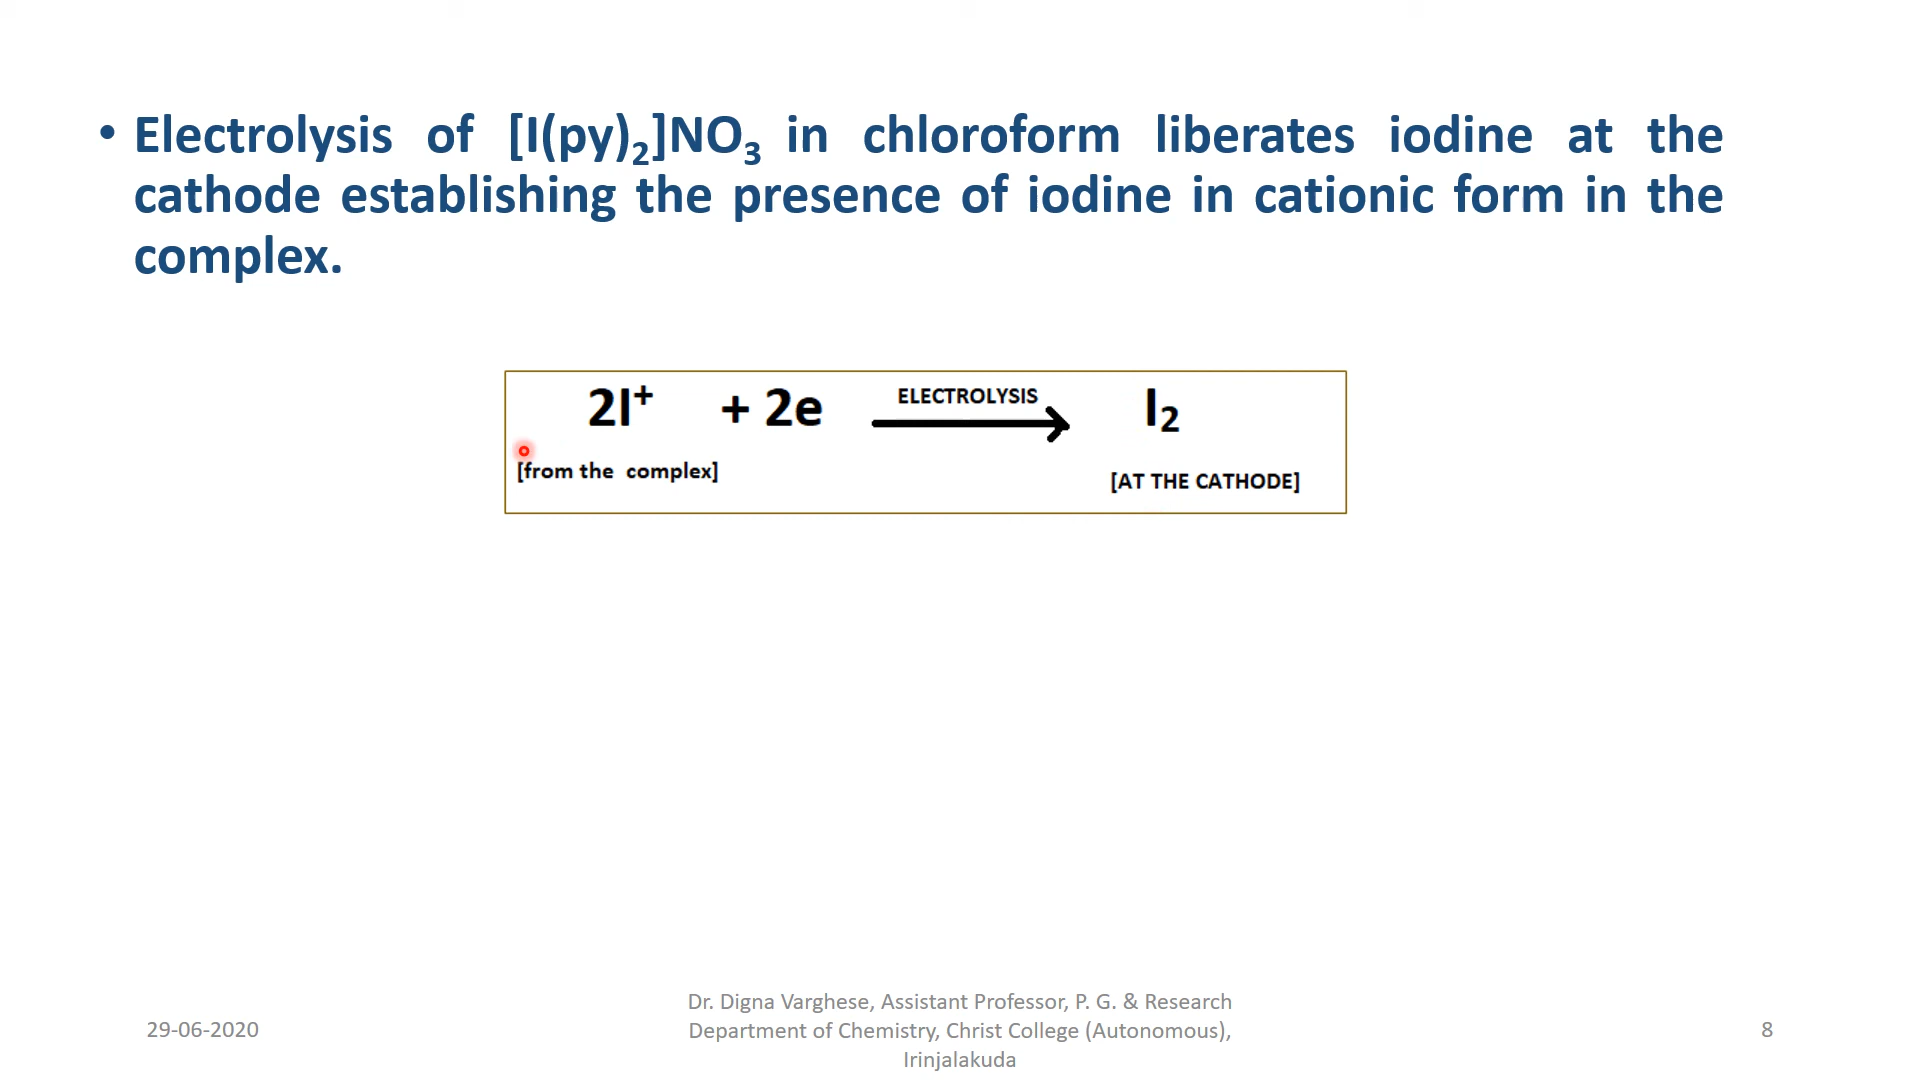 • Electrolysis of [I(py)₂]NO₃ in chloroform liberates iodine at the
cathode establishing the presence of iodine in cationic form in the
complex.
2I⁺ + 2e ELECTROLYSIS → I₂
[from the complex] [AT THE CATHODE]
29-06-2020
Dr. Digna Varghese, Assistant Professor, P. G. & Research
Department of Chemistry, Christ College (Autonomous),
Irinjalakuda
8